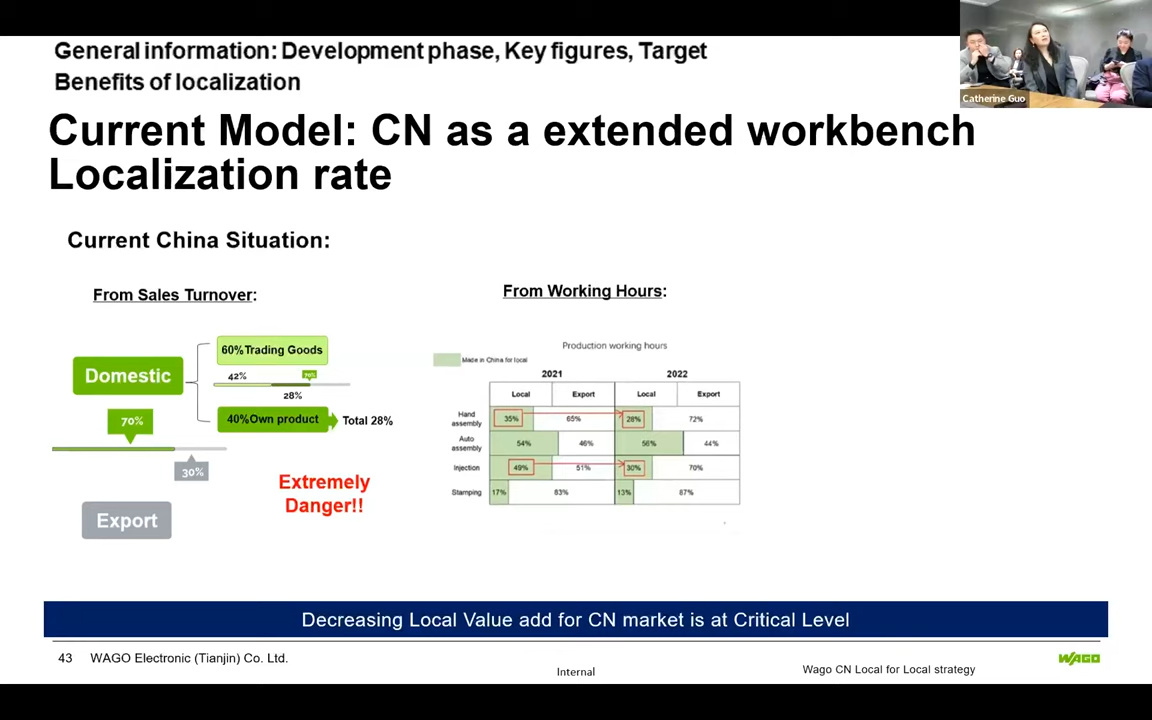 General information: Development phase, Key figures, Target
Benefits of localization
Catherine Guo
Current Model: CN as a extended workbench
Localization rate
Current China Situation:
From Sales Turnover:
Domestic
60%Trading Goods
42%
70%
28%
40%Own product
Total 28%
70%
30%
Export
Extremely
Danger!!
From Working Hours:
Production working hours
Made in China for local
2021 2022
Local Export Local Export
Hand
assembly
35% 65% 28% 72%
Auto
assembly
54% 46% 56% 44%
Injection 49% 51% 30% 70%
Stamping 17% 83% 13% 87%
Decreasing Local Value add for CN market is at Critical Level
43 WAGO Electronic (Tianjin) Co. Ltd.
Internal
Wago CN Local for Local strategy
WAGO